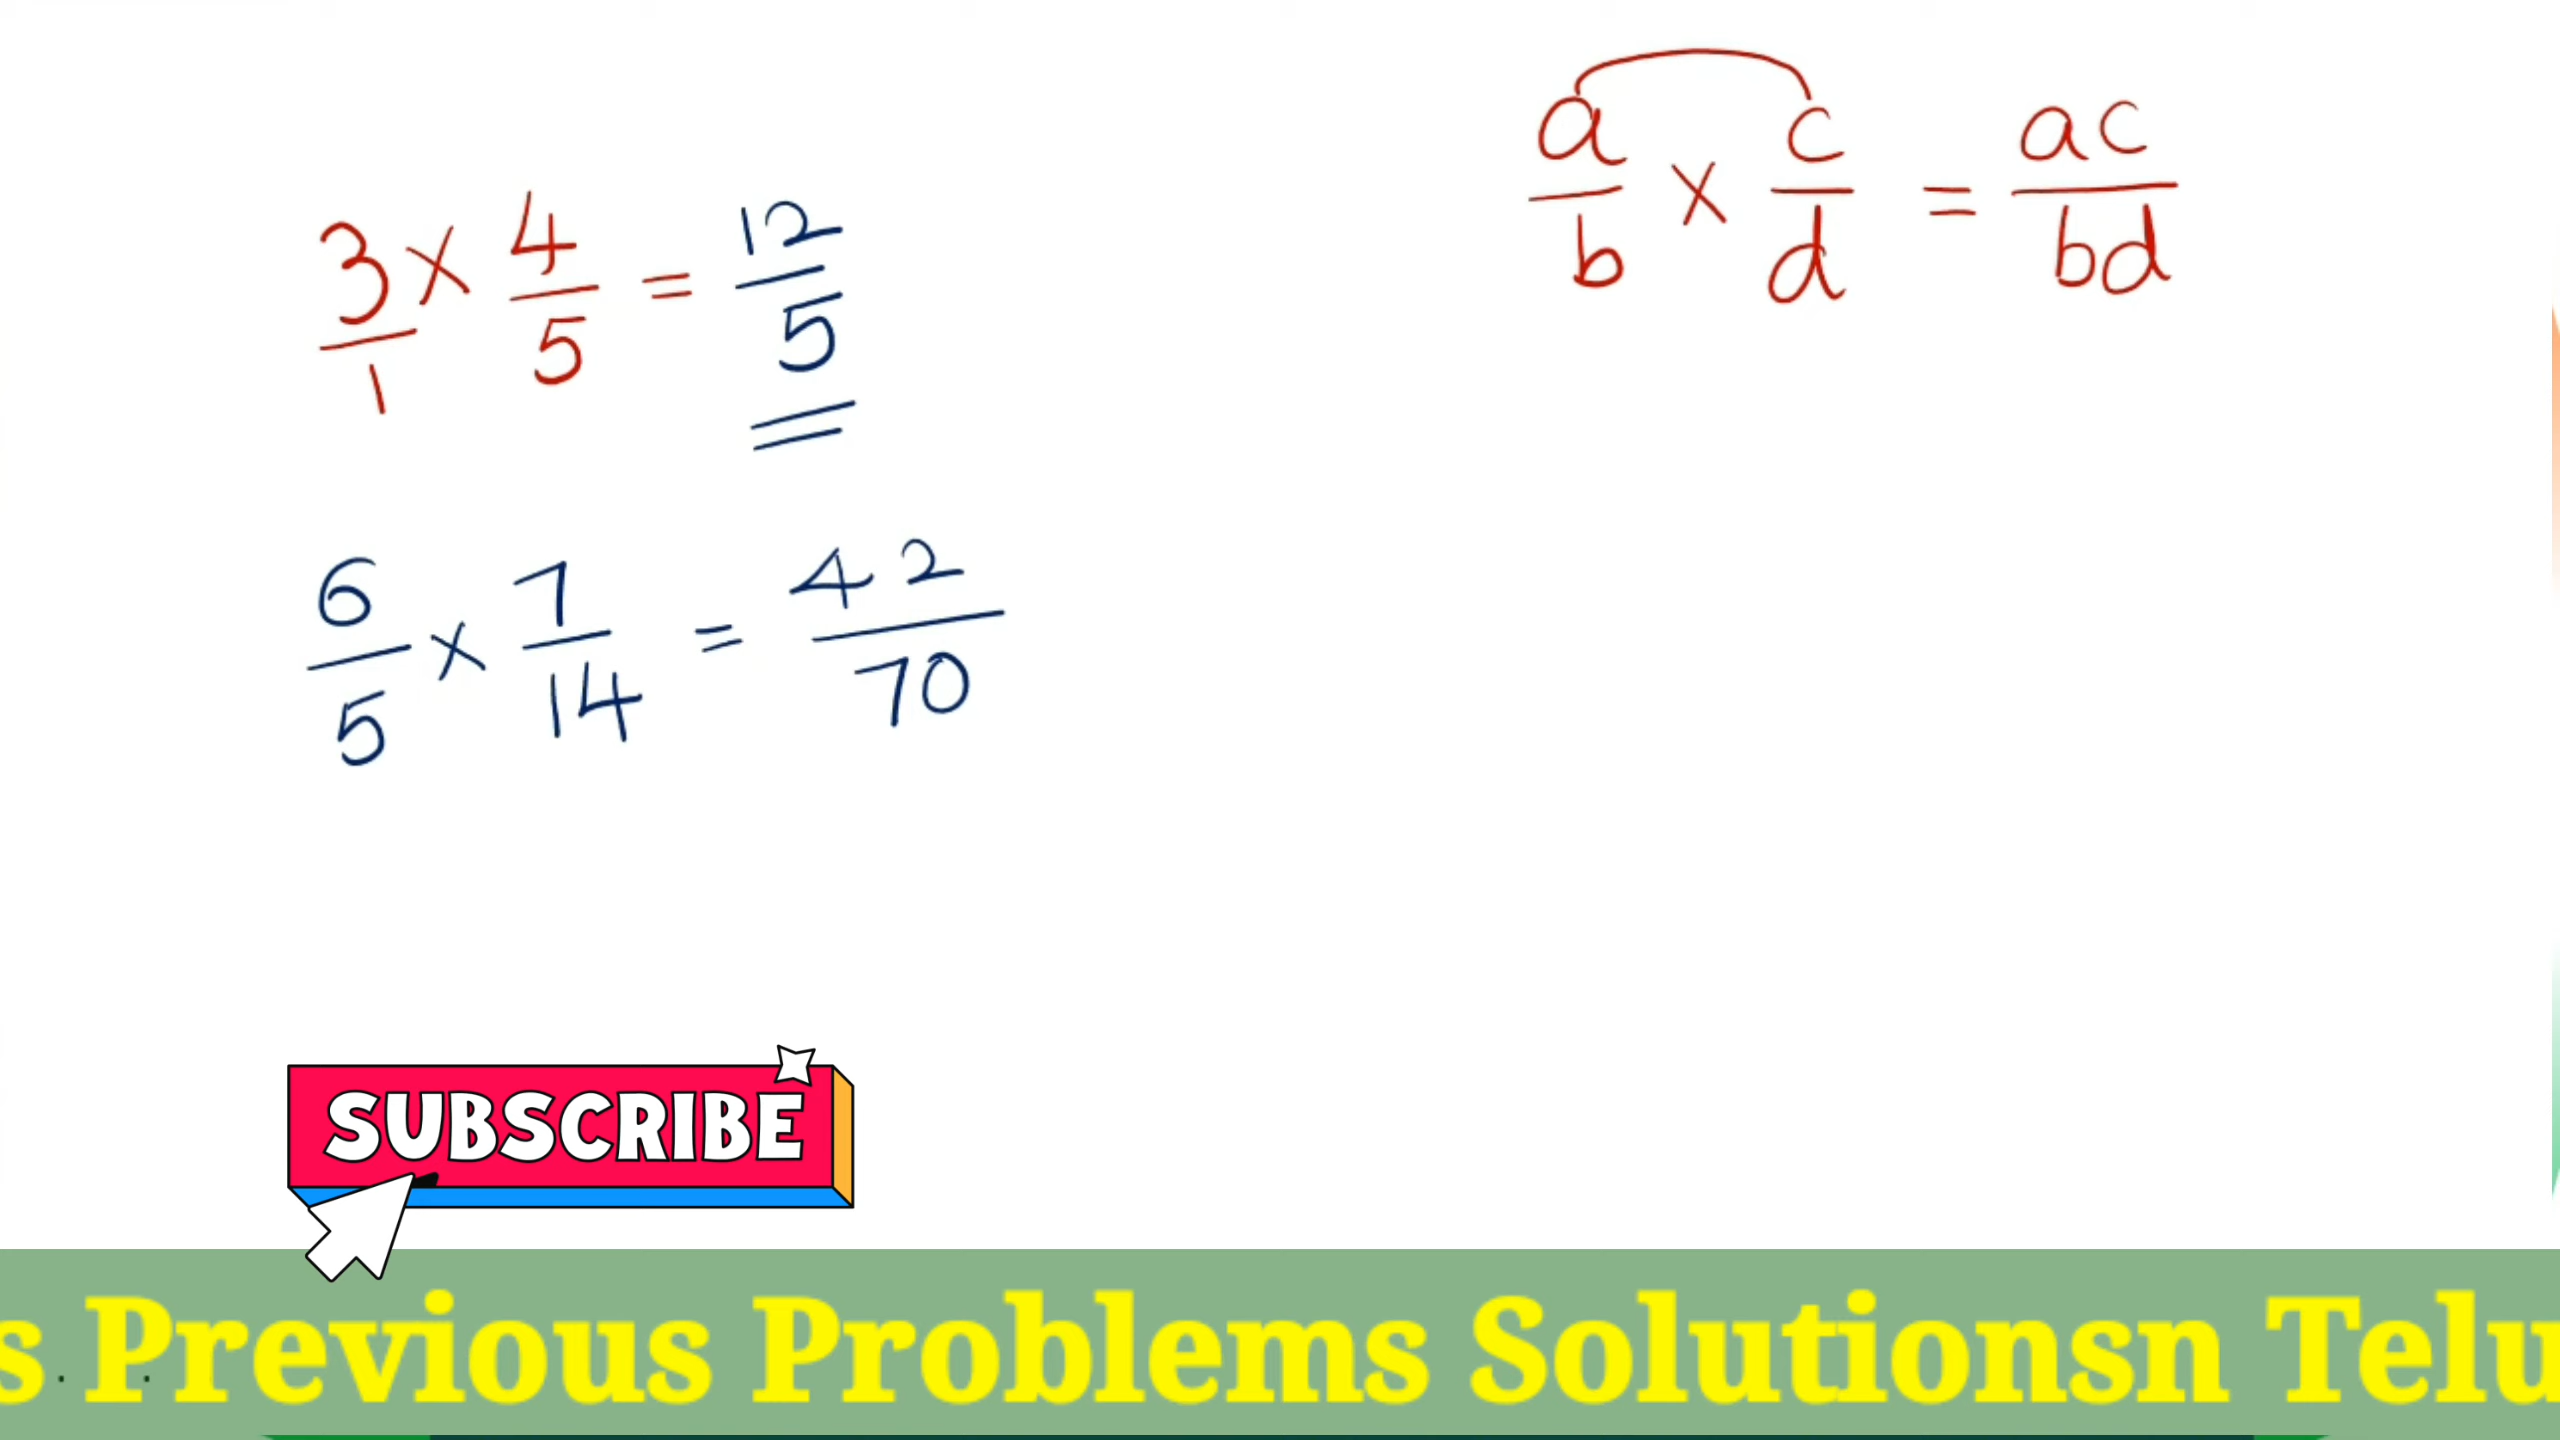 3/1 × 4/5 = 12/5
a/b × c/d = ac/bd
6/5 × 7/14 = 42/70
SUBSCRIBE
s Previous Problems Solutionsn Telu